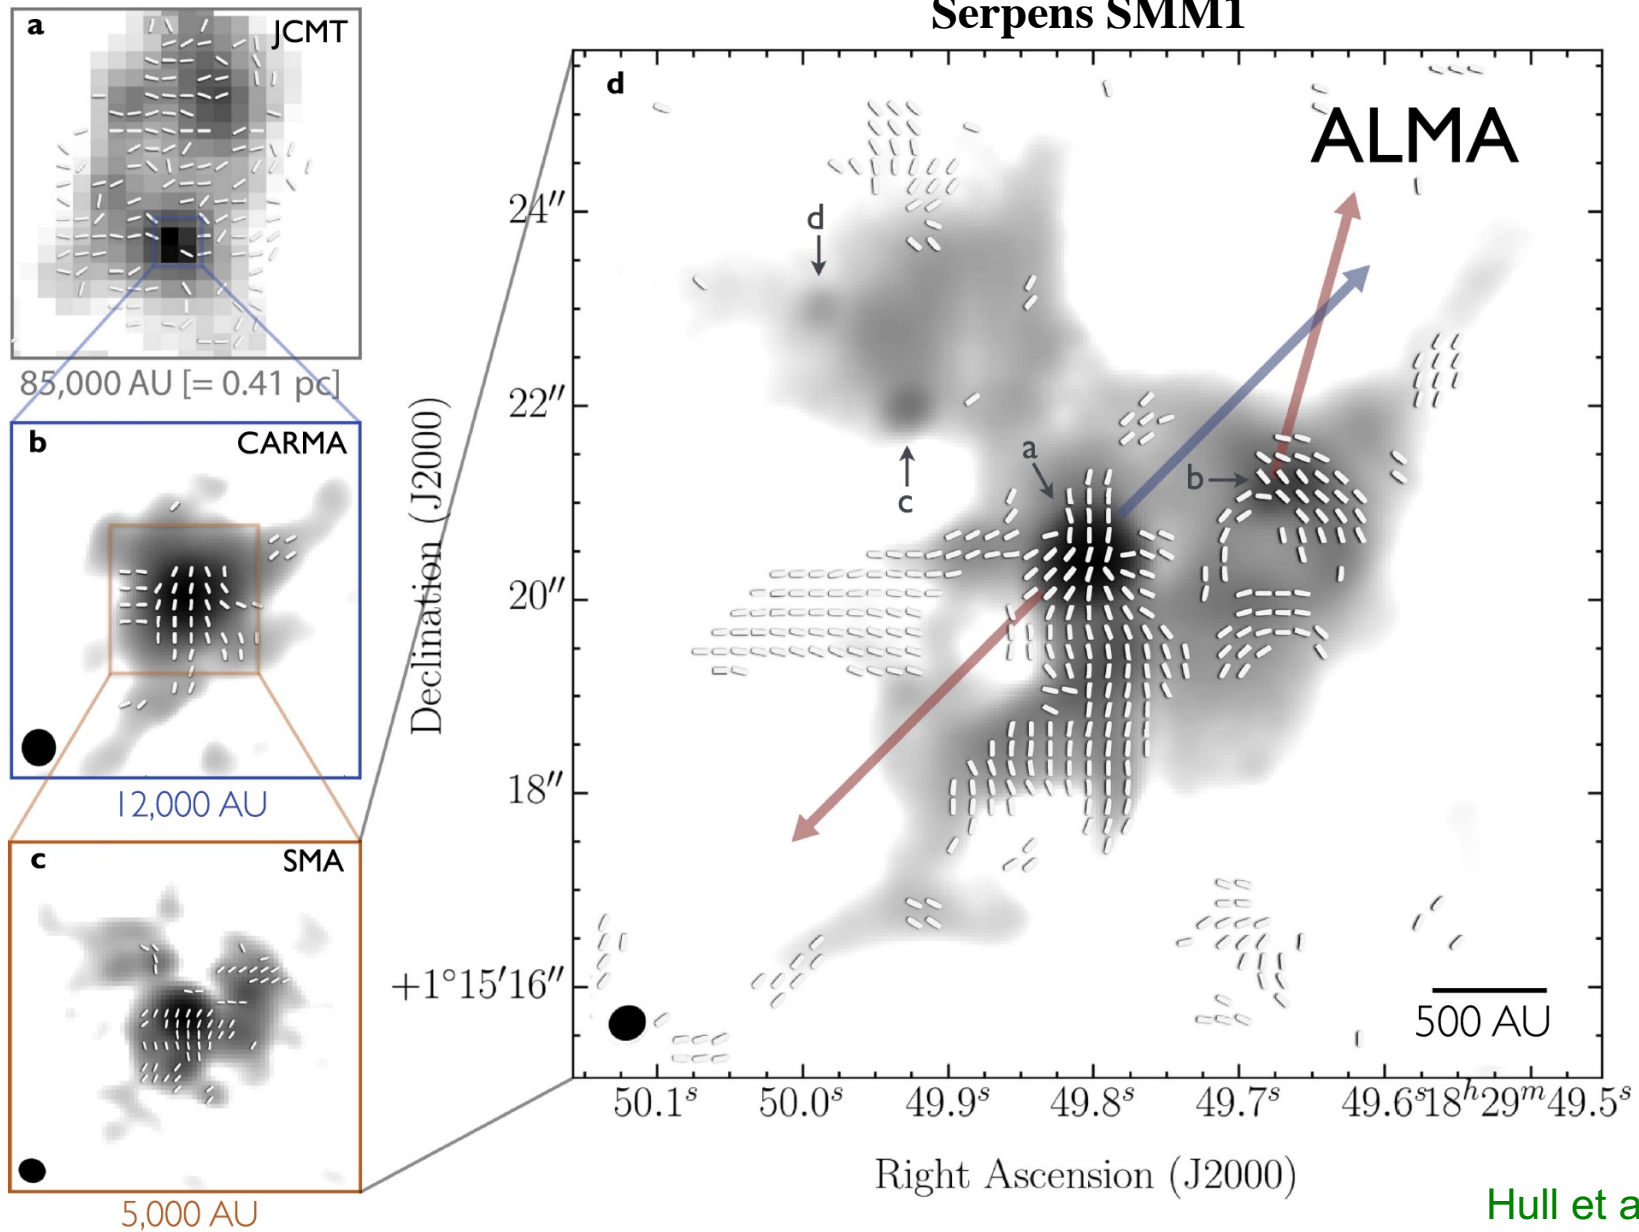 Serpens SMM1
a
JCMT
85,000 AU [= 0.41 pc]
b
CARMA
12,000 AU
c
SMA
5,000 AU
d
ALMA
d
c
a
b
500 AU
24″
22″
20″
18″
+1°15′16″
Declination (J2000)
50.1ˢ 50.0ˢ 49.9ˢ 49.8ˢ 49.7ˢ 49.6ˢ18ʰ29ᵐ49.5ˢ
Right Ascension (J2000)
Hull et a